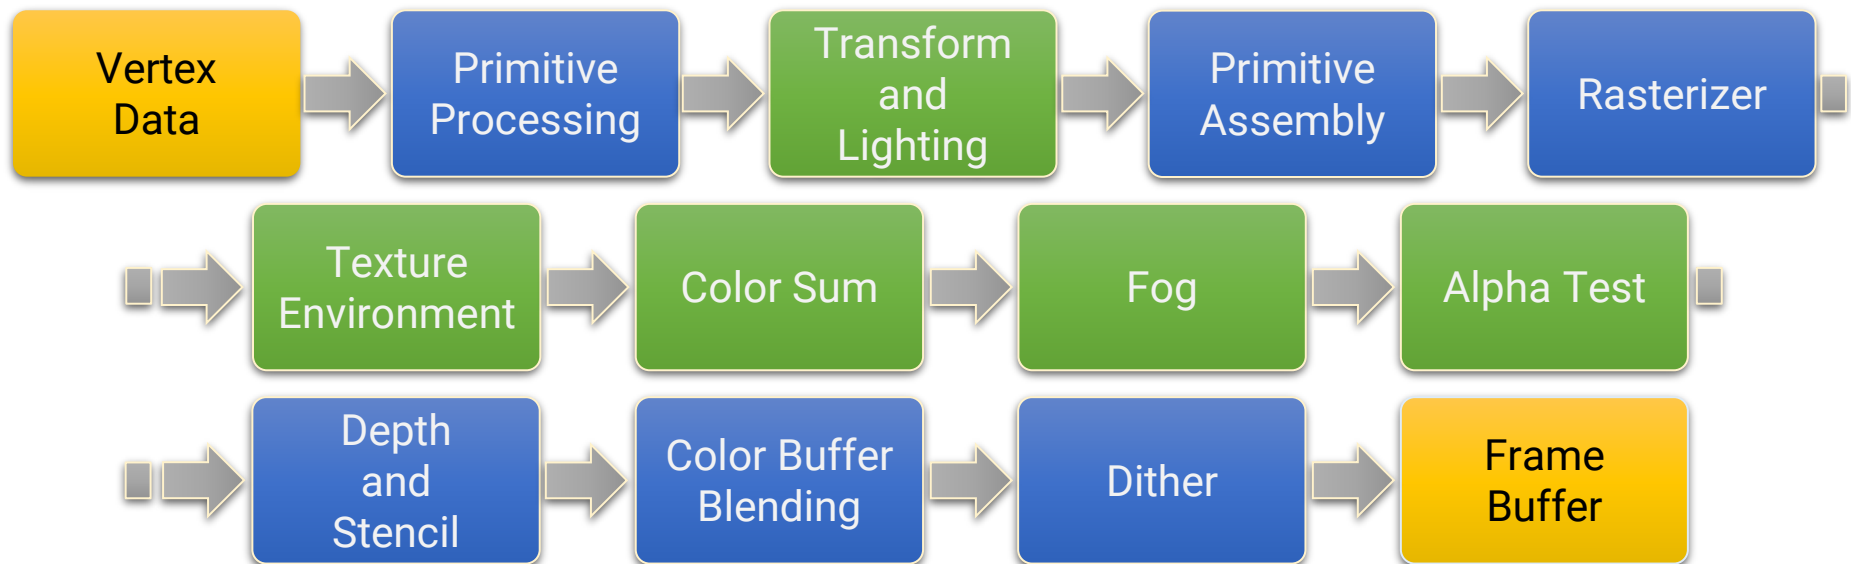 Vertex
Data
Primitive
Processing
Transform
and
Lighting
Primitive
Assembly
Rasterizer
Texture
Environment
Color Sum
Fog
Alpha Test
Depth
and
Stencil
Color Buffer
Blending
Dither
Frame
Buffer